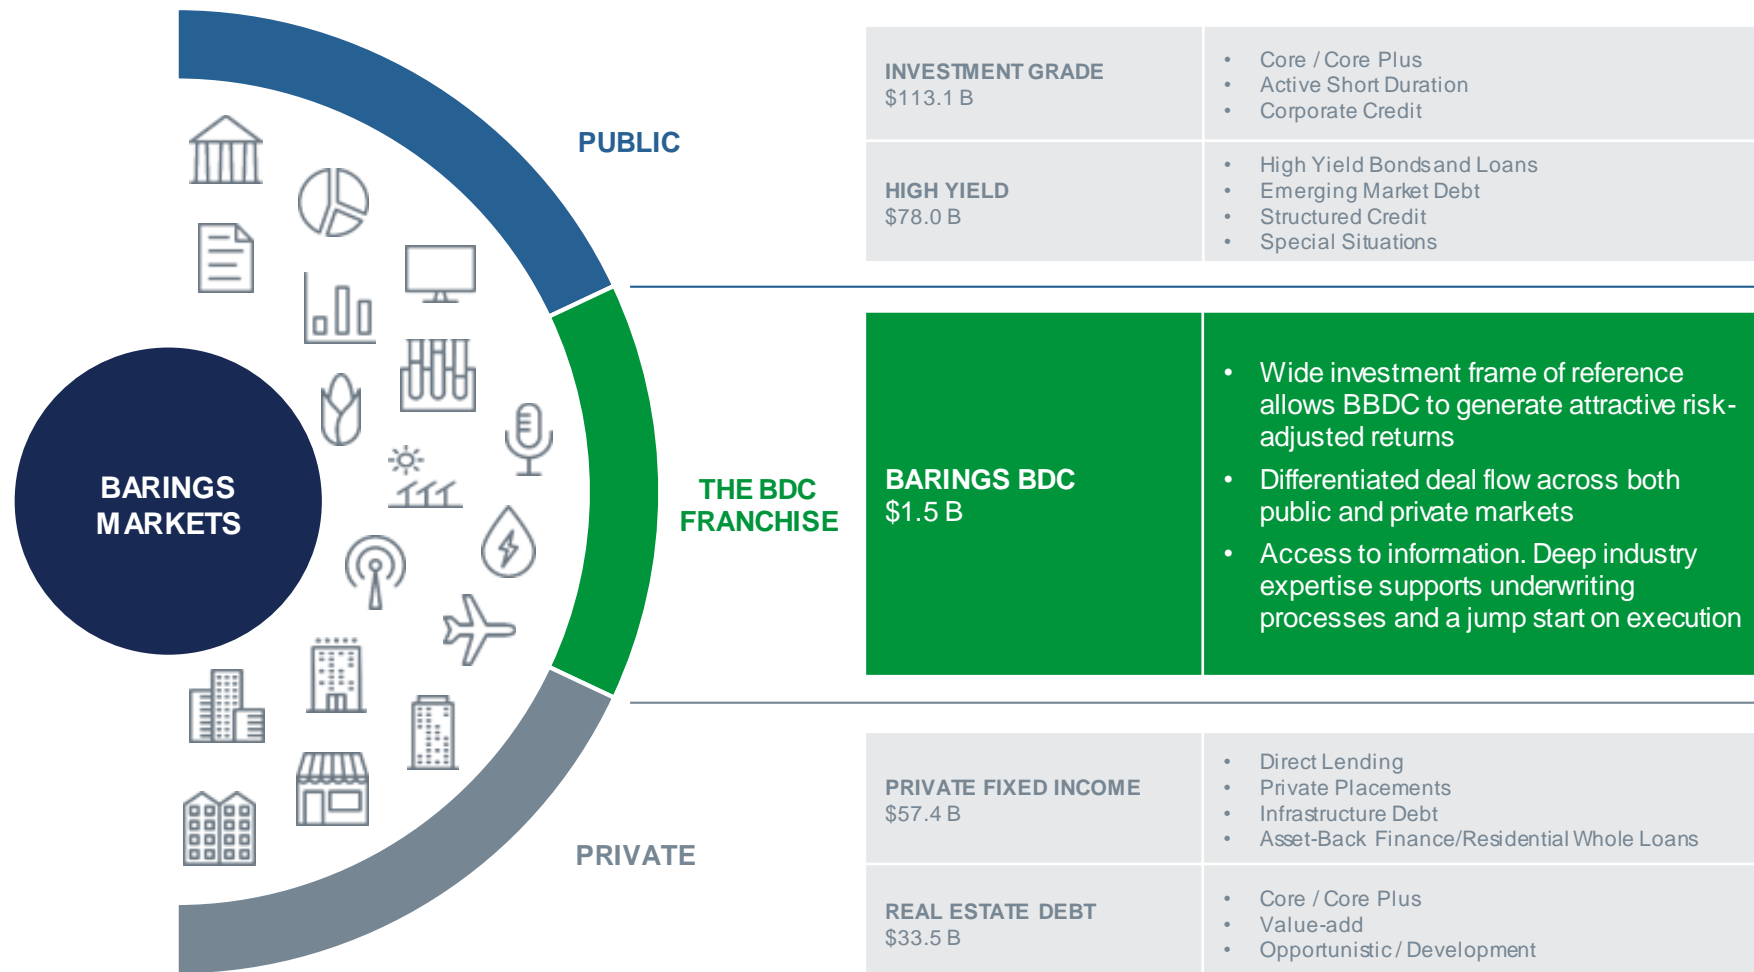 BARINGS
MARKETS
PUBLIC
INVESTMENT GRADE
$113.1 B
• Core / Core Plus
• Active Short Duration
• Corporate Credit
HIGH YIELD
$78.0 B
• High Yield Bonds and Loans
• Emerging Market Debt
• Structured Credit
• Special Situations
THE BDC
FRANCHISE
BARINGS BDC
$1.5 B
• Wide investment frame of reference
allows BBDC to generate attractive risk-
adjusted returns
• Differentiated deal flow across both
public and private markets
• Access to information. Deep industry
expertise supports underwriting
processes and a jump start on execution
PRIVATE
PRIVATE FIXED INCOME
$57.4 B
• Direct Lending
• Private Placements
• Infrastructure Debt
• Asset-Back Finance/Residential Whole Loans
REAL ESTATE DEBT
$33.5 B
• Core / Core Plus
• Value-add
• Opportunistic / Development